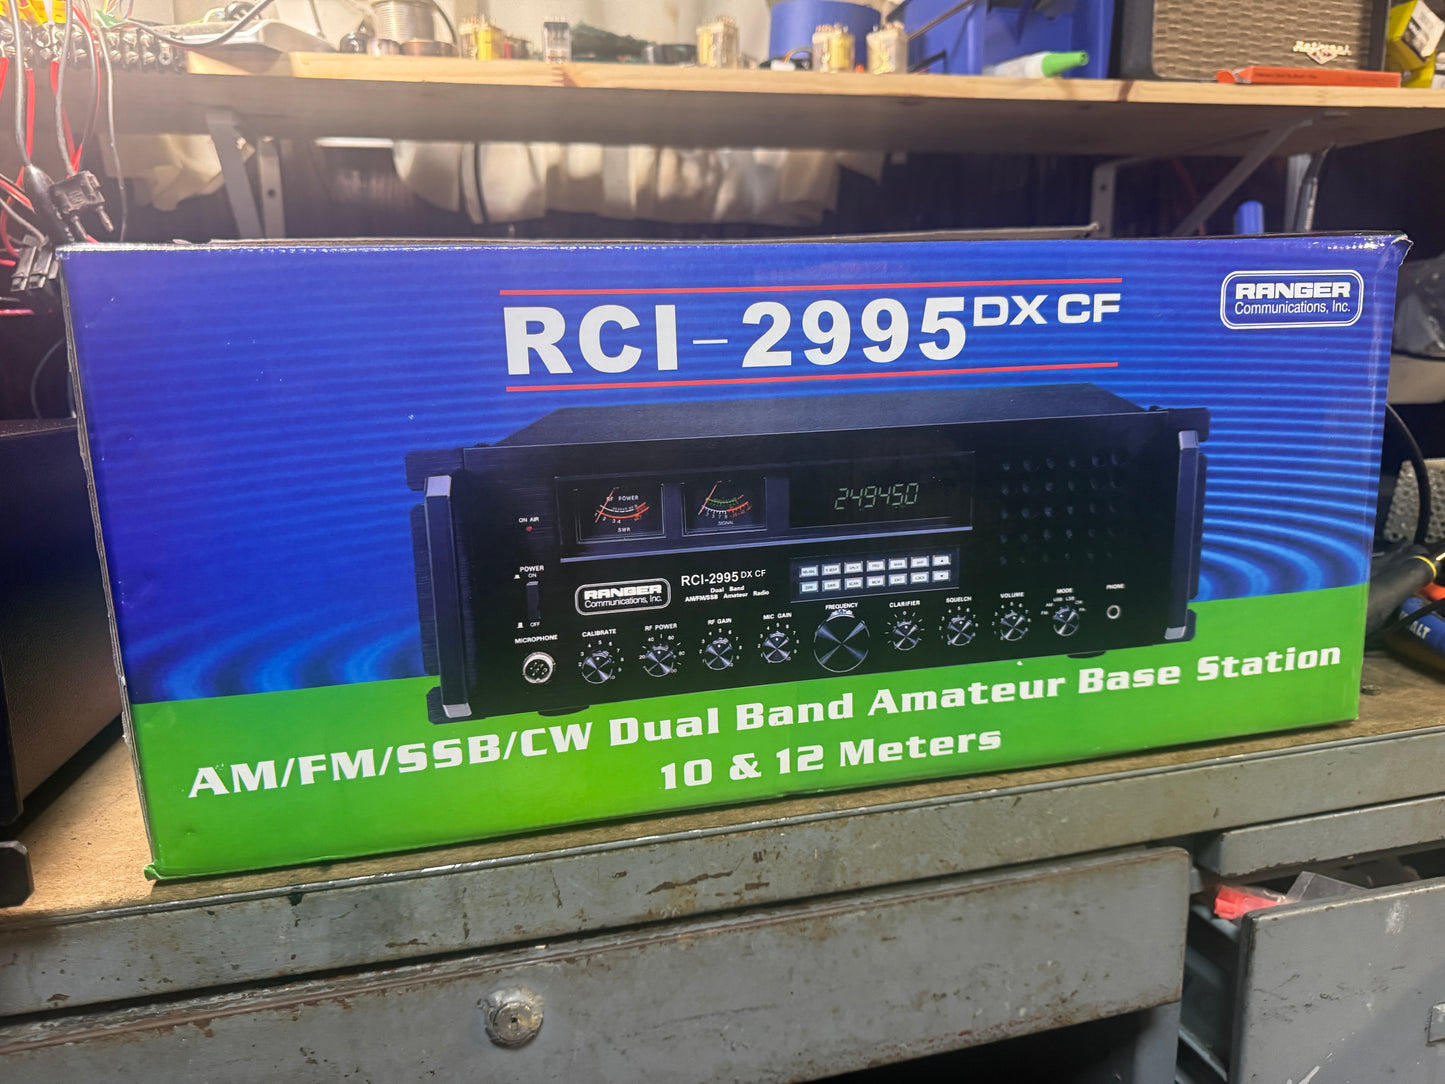 RCI-2995 DX CF
RANGER
Communications, Inc.
RF POWER
SWR
SIGNAL
249450
ON AIR
POWER
ON
OFF
RANGER
Communications, Inc.
RCI-2995 DX CF
Dual Band
AM/FM/SSB Amateur Radio
MICROPHONE
CALIBRATE
RF POWER
RF GAIN
MIC GAIN
FREQUENCY
CLARIFIER
SQUELCH
VOLUME
MODE
PHONE
AM/FM/SSB/CW Dual Band Amateur Base Station
10 & 12 Meters